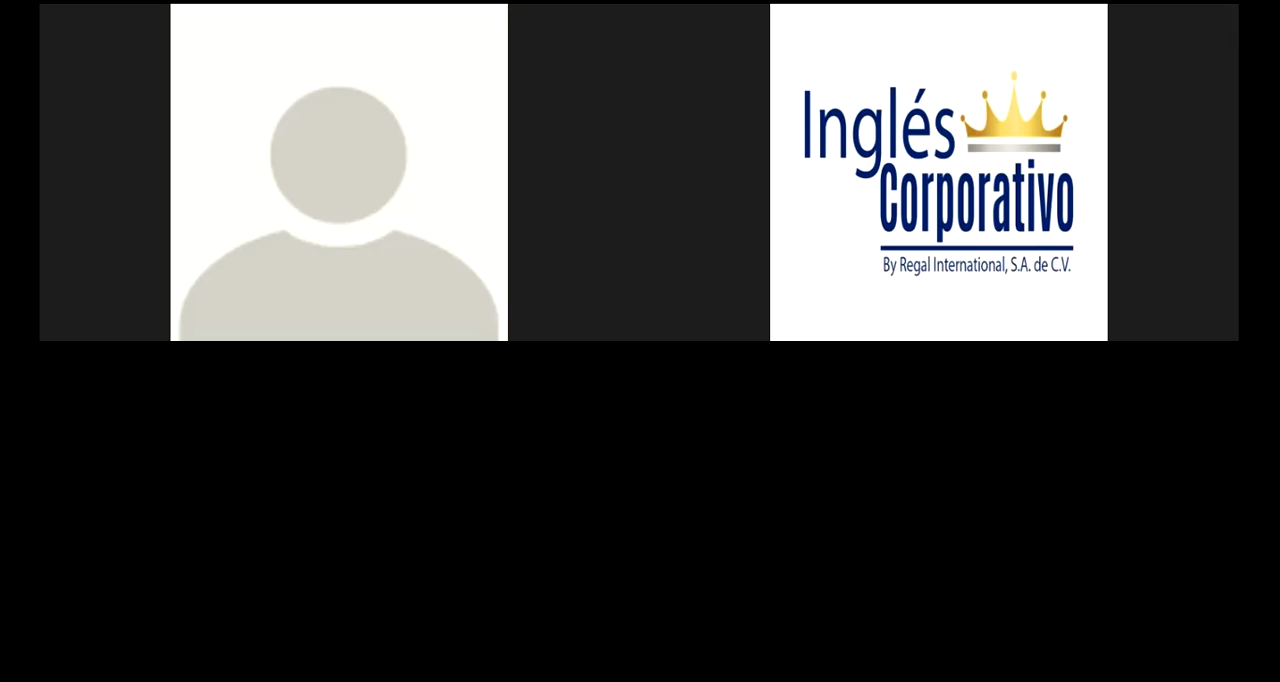 Inglés
Corporativo
By Regal International, S.A. de C.V.